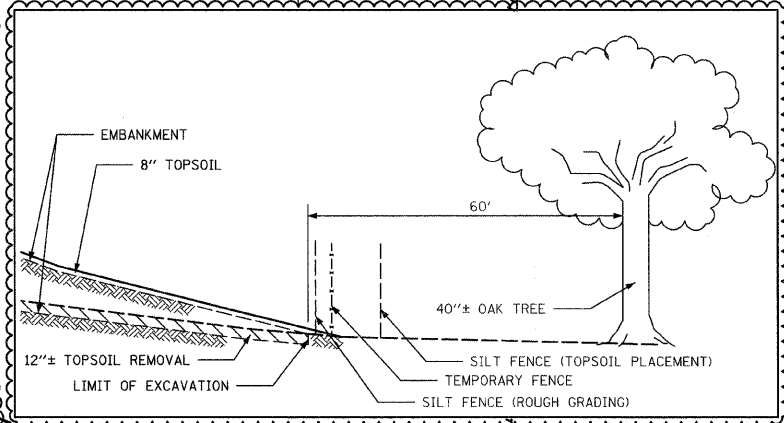 EMBANKMENT
8" TOPSOIL
60'
40"± OAK TREE
12"± TOPSOIL REMOVAL
LIMIT OF EXCAVATION
SILT FENCE (TOPSOIL PLACEMENT)
TEMPORARY FENCE
SILT FENCE (ROUGH GRADING)